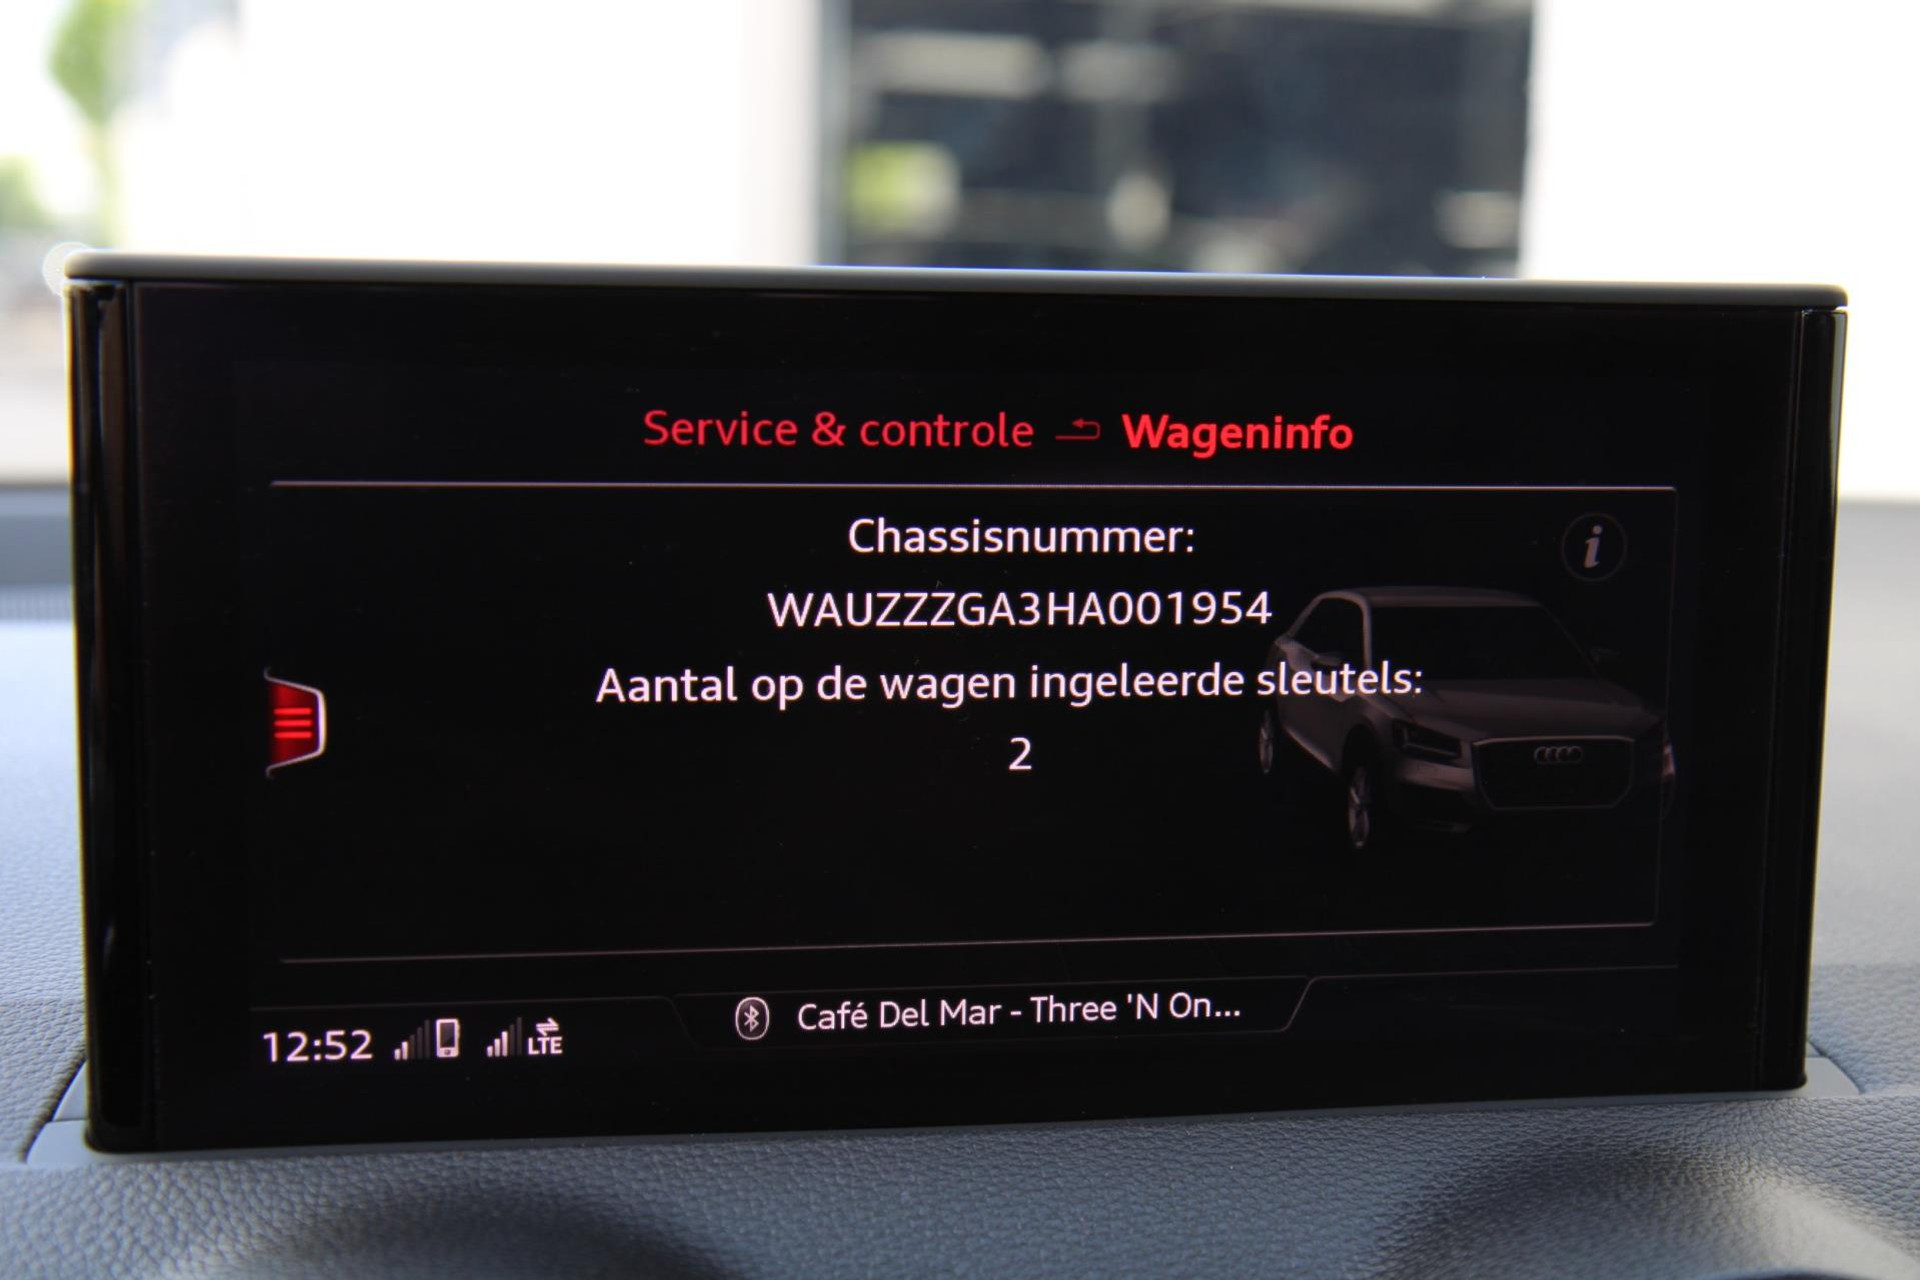 Service & controle Wageninfo
Chassisnummer:
WAUZZZGA3HA001954
Aantal op de wagen ingeleerde sleutels:
2
12:52 LTE Café Del Mar - Three 'N On...